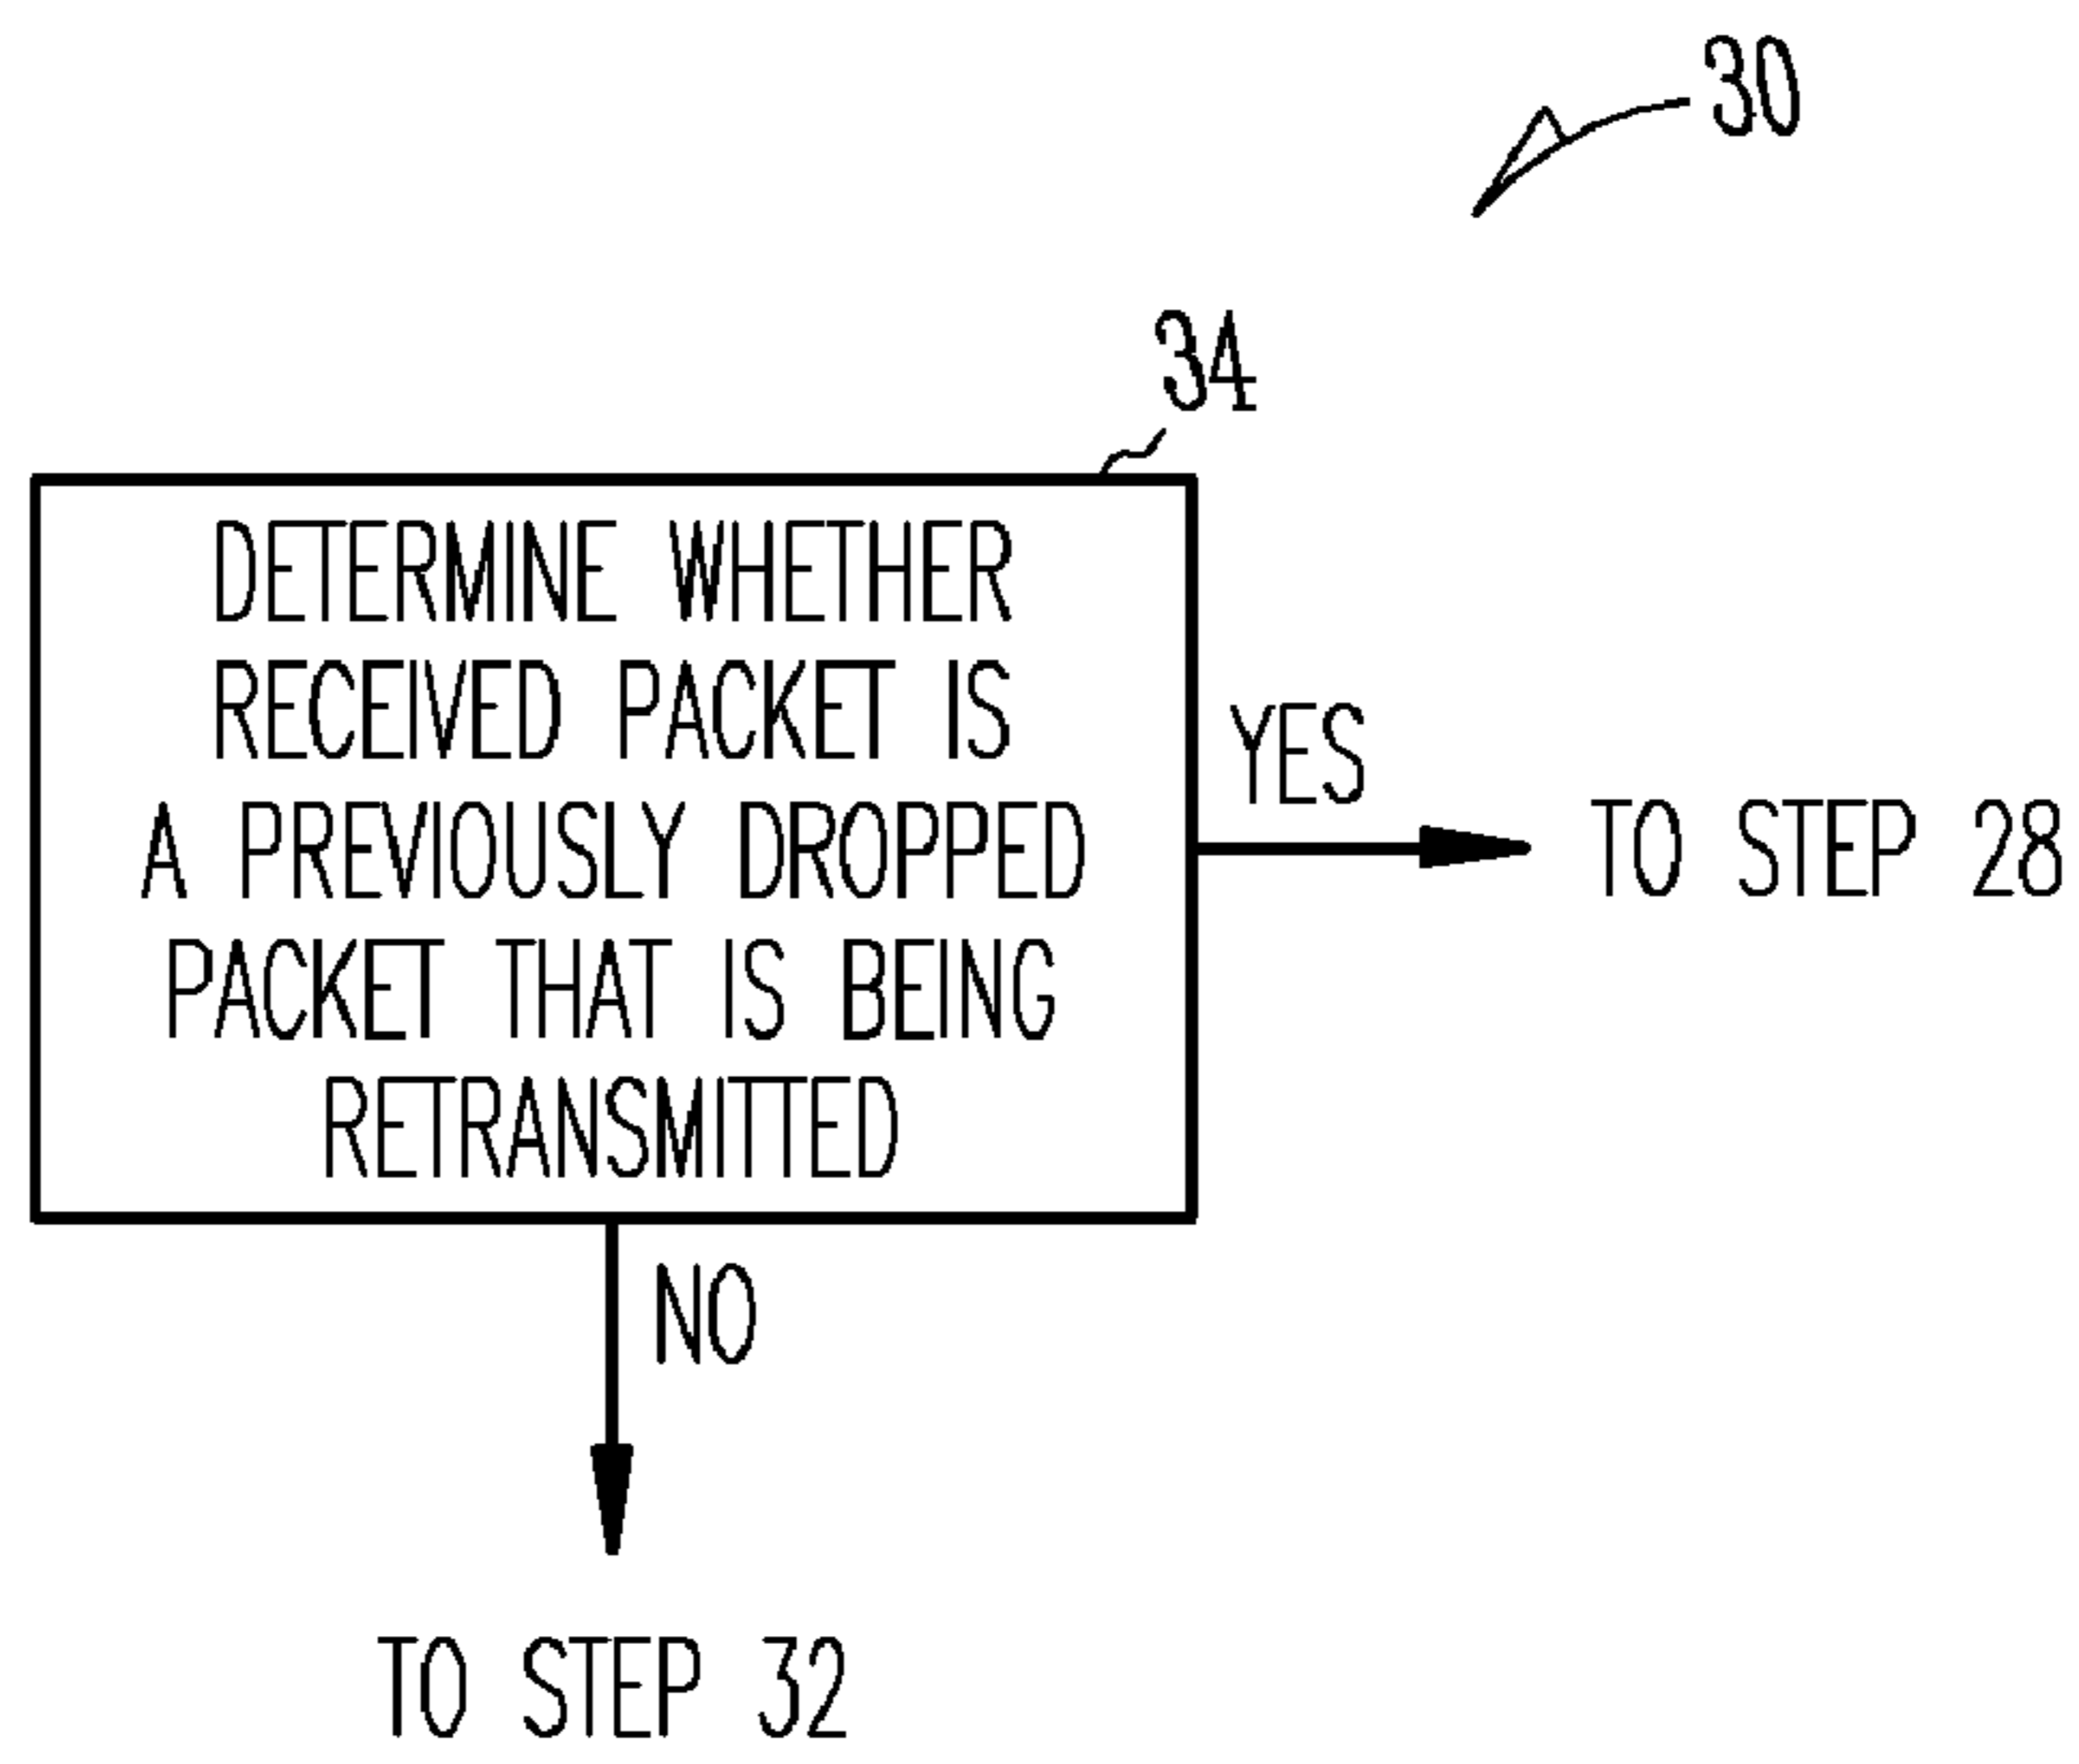 30
34
DETERMINE WHETHER
RECEIVED PACKET IS
A PREVIOUSLY DROPPED
PACKET THAT IS BEING
RETRANSMITTED
YES
TO STEP 28
NO
TO STEP 32